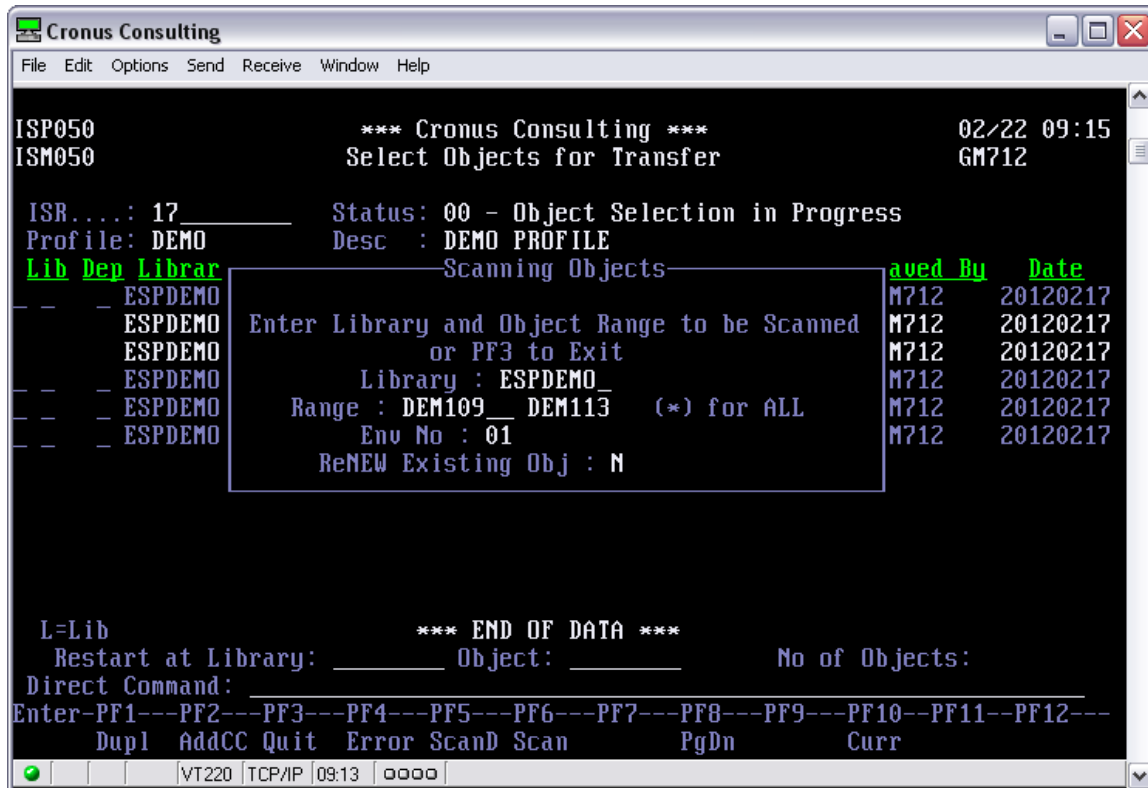 Cronus Consulting
File Edit Options Send Receive Window Help
ISP050 *** Cronus Consulting *** 02/22 09:15
ISM050 Select Objects for Transfer GM712
ISR....: 17_________ Status: 00 - Object Selection in Progress
Profile: DEMO Desc : DEMO PROFILE
Lib Dep Librar Scanning Objects aved By Date
_ _ _ ESPDEMO M712 20120217
ESPDEMO Enter Library and Object Range to be Scanned M712 20120217
ESPDEMO or PF3 to Exit M712 20120217
_ _ _ ESPDEMO Library : ESPDEMO_ M712 20120217
_ _ _ ESPDEMO Range : DEM109__ DEM113 (*) for ALL M712 20120217
_ _ _ ESPDEMO Env No : 01 M712 20120217
ReNEW Existing Obj : N
L=Lib *** END OF DATA ***
Restart at Library: ________ Object: ________ No of Objects:
Direct Command: ____________________________________________________________
Enter-PF1---PF2---PF3---PF4---PF5---PF6---PF7---PF8---PF9---PF10--PF11--PF12---
Dupl AddCC Quit Error ScanD Scan PgDn Curr
VT220 TCP/IP 09:13